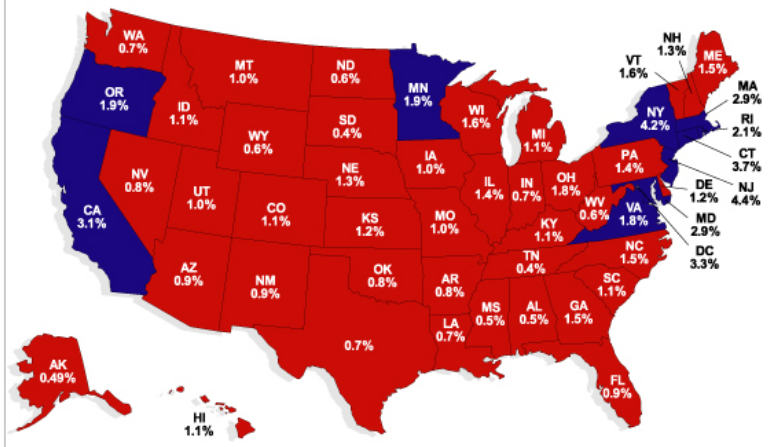 WA
0.7%
OR
1.9%
CA
3.1%
ID
1.1%
NV
0.8%
MT
1.0%
WY
0.6%
UT
1.0%
AZ
0.9%
CO
1.1%
NM
0.9%
ND
0.6%
SD
0.4%
NE
1.3%
KS
1.2%
OK
0.8%
0.7%
MN
1.9%
IA
1.0%
MO
1.0%
AR
0.8%
LA
0.7%
WI
1.6%
IL
1.4%
MI
1.1%
IN
0.7%
OH
1.8%
KY
1.1%
TN
0.4%
MS
0.5%
AL
0.5%
GA
1.5%
FL
0.9%
SC
1.1%
NC
1.5%
VA
1.8%
WV
0.6%
PA
1.4%
NY
4.2%
VT
1.6%
NH
1.3%
ME
1.5%
MA
2.9%
RI
2.1%
CT
3.7%
NJ
4.4%
DE
1.2%
MD
2.9%
DC
3.3%
AK
0.49%
HI
1.1%